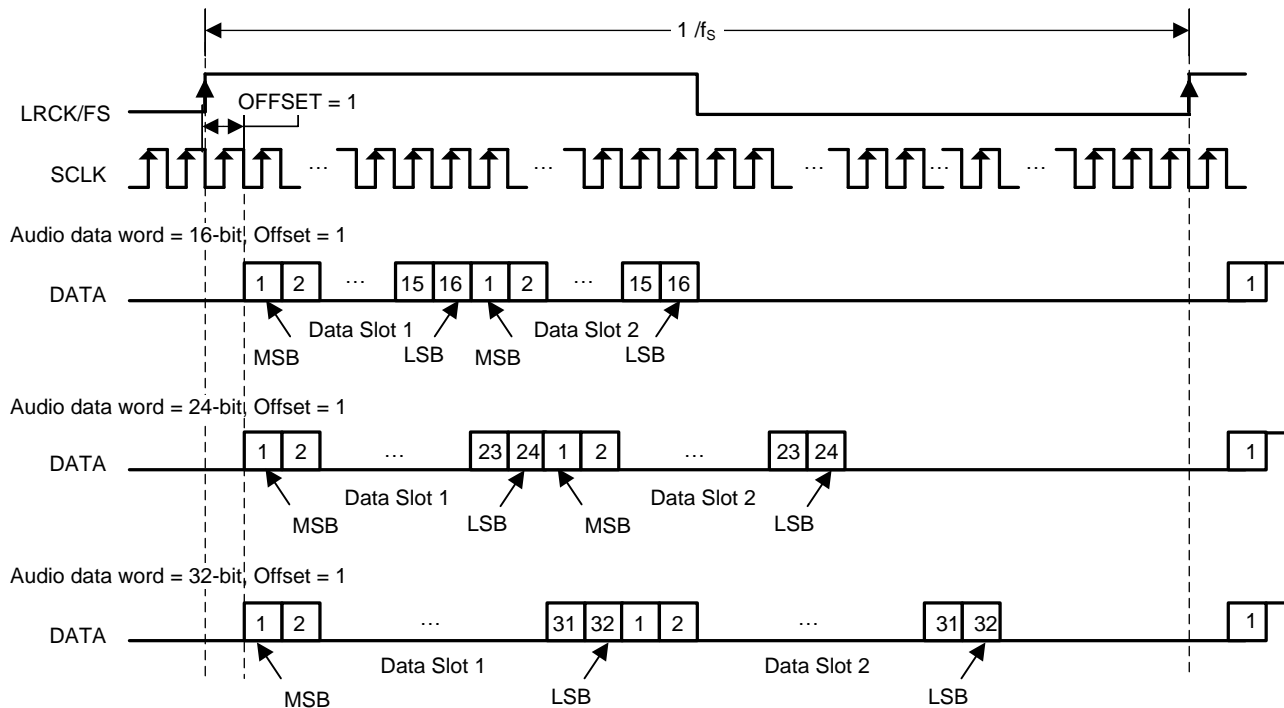 1 /fS
LRCK/FS
OFFSET = 1
SCLK
... ... ... ... ...
Audio data word = 16-bit, Offset = 1
DATA
1 2 ... 15 16 1 2 ... 15 16 1
Data Slot 1 Data Slot 2
MSB LSB MSB LSB
Audio data word = 24-bit, Offset = 1
DATA
1 2 ... 23 24 1 2 ... 23 24 1
Data Slot 1 Data Slot 2
MSB LSB MSB LSB
Audio data word = 32-bit, Offset = 1
DATA
1 2 ... 31 32 1 2 ... 31 32 1
Data Slot 1 Data Slot 2
MSB LSB LSB